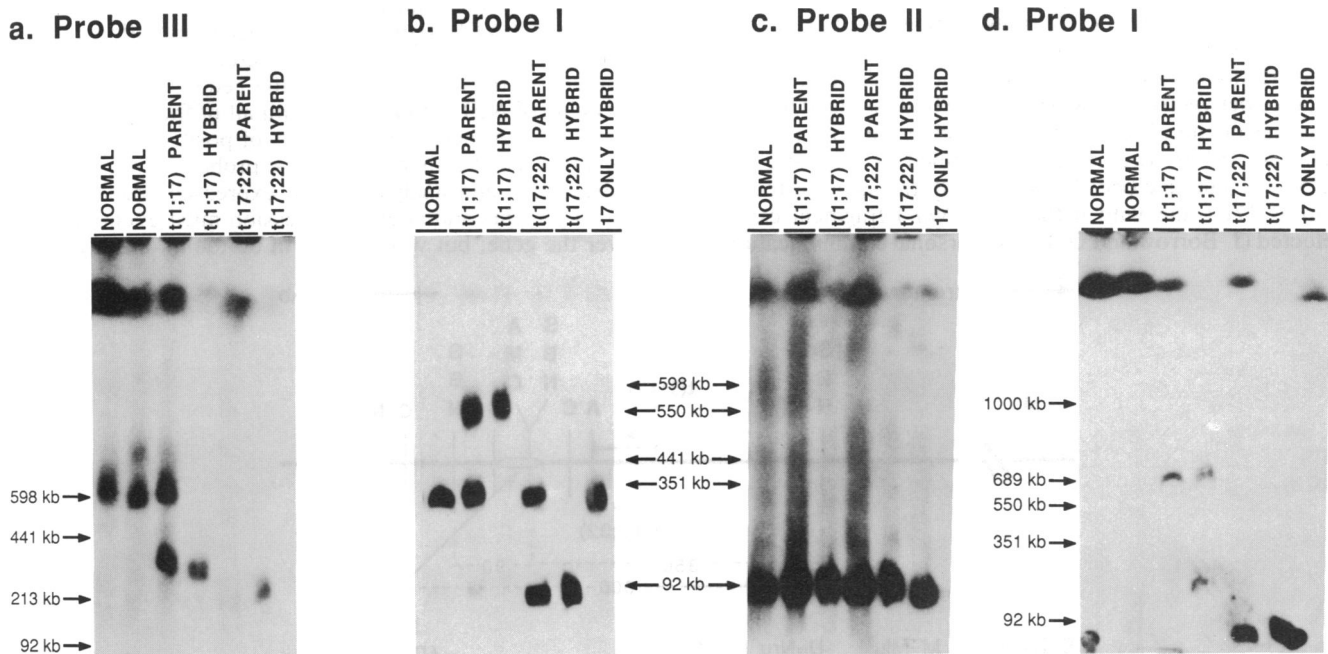 a. Probe III
b. Probe I
c. Probe II
d. Probe I
NORMAL
NORMAL
t(1;17) PARENT
t(1;17) HYBRID
t(17;22) PARENT
t(17;22) HYBRID
NORMAL
t(1;17) PARENT
t(1;17) HYBRID
t(17;22) PARENT
t(17;22) HYBRID
17 ONLY HYBRID
NORMAL
t(1;17) PARENT
t(1;17) HYBRID
t(17;22) PARENT
t(17;22) HYBRID
17 ONLY HYBRID
NORMAL
NORMAL
t(1;17) PARENT
t(1;17) HYBRID
t(17;22) PARENT
t(17;22) HYBRID
17 ONLY HYBRID
598 kb
441 kb
213 kb
92 kb
598 kb
550 kb
441 kb
351 kb
92 kb
1000 kb
689 kb
550 kb
351 kb
92 kb